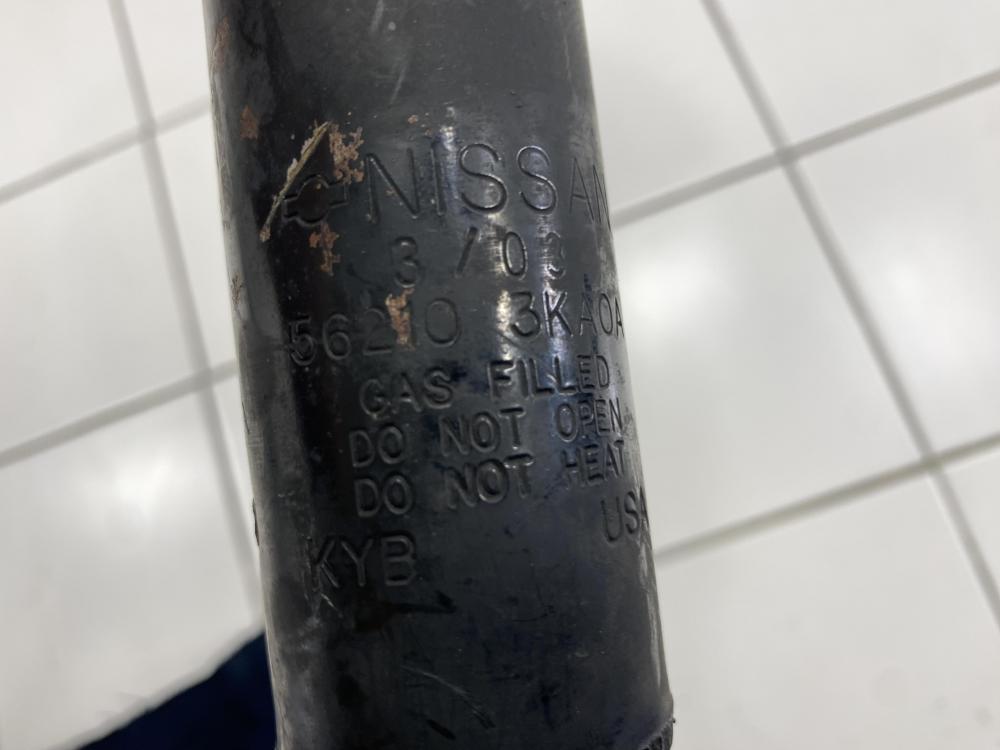 NISSAN
3/03
56210 3KA0A
GAS FILLED
DO NOT OPEN
DO NOT HEAT
USA
KYB